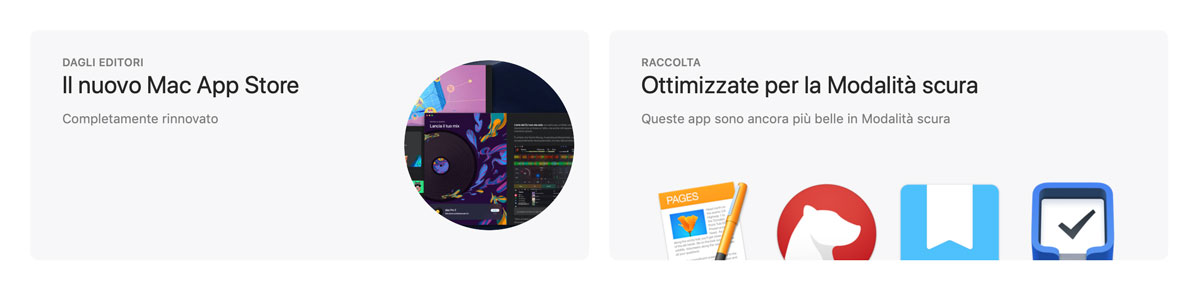 DAGLI EDITORI
Il nuovo Mac App Store
Completamente rinnovato
Lancia il tuo mix
RACCOLTA
Ottimizzate per la Modalità scura
Queste app sono ancora più belle in Modalità scura
PAGES